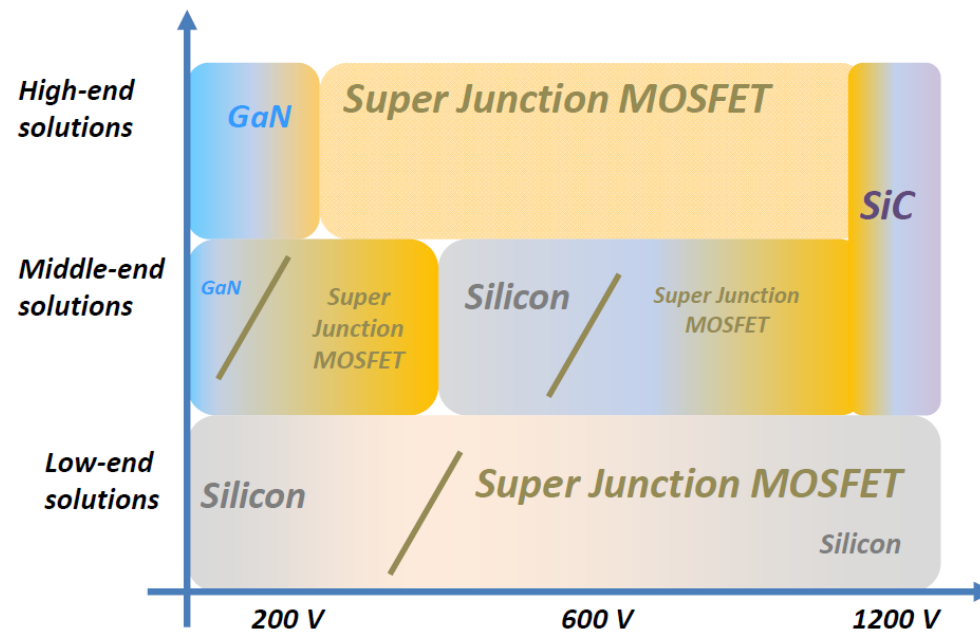 High-end
solutions
GaN
Super Junction MOSFET
SiC
Middle-end
solutions
GaN
Super
Junction
MOSFET
Silicon
Super Junction
MOSFET
Low-end
solutions
Silicon
Super Junction MOSFET
Silicon
200 V
600 V
1200 V